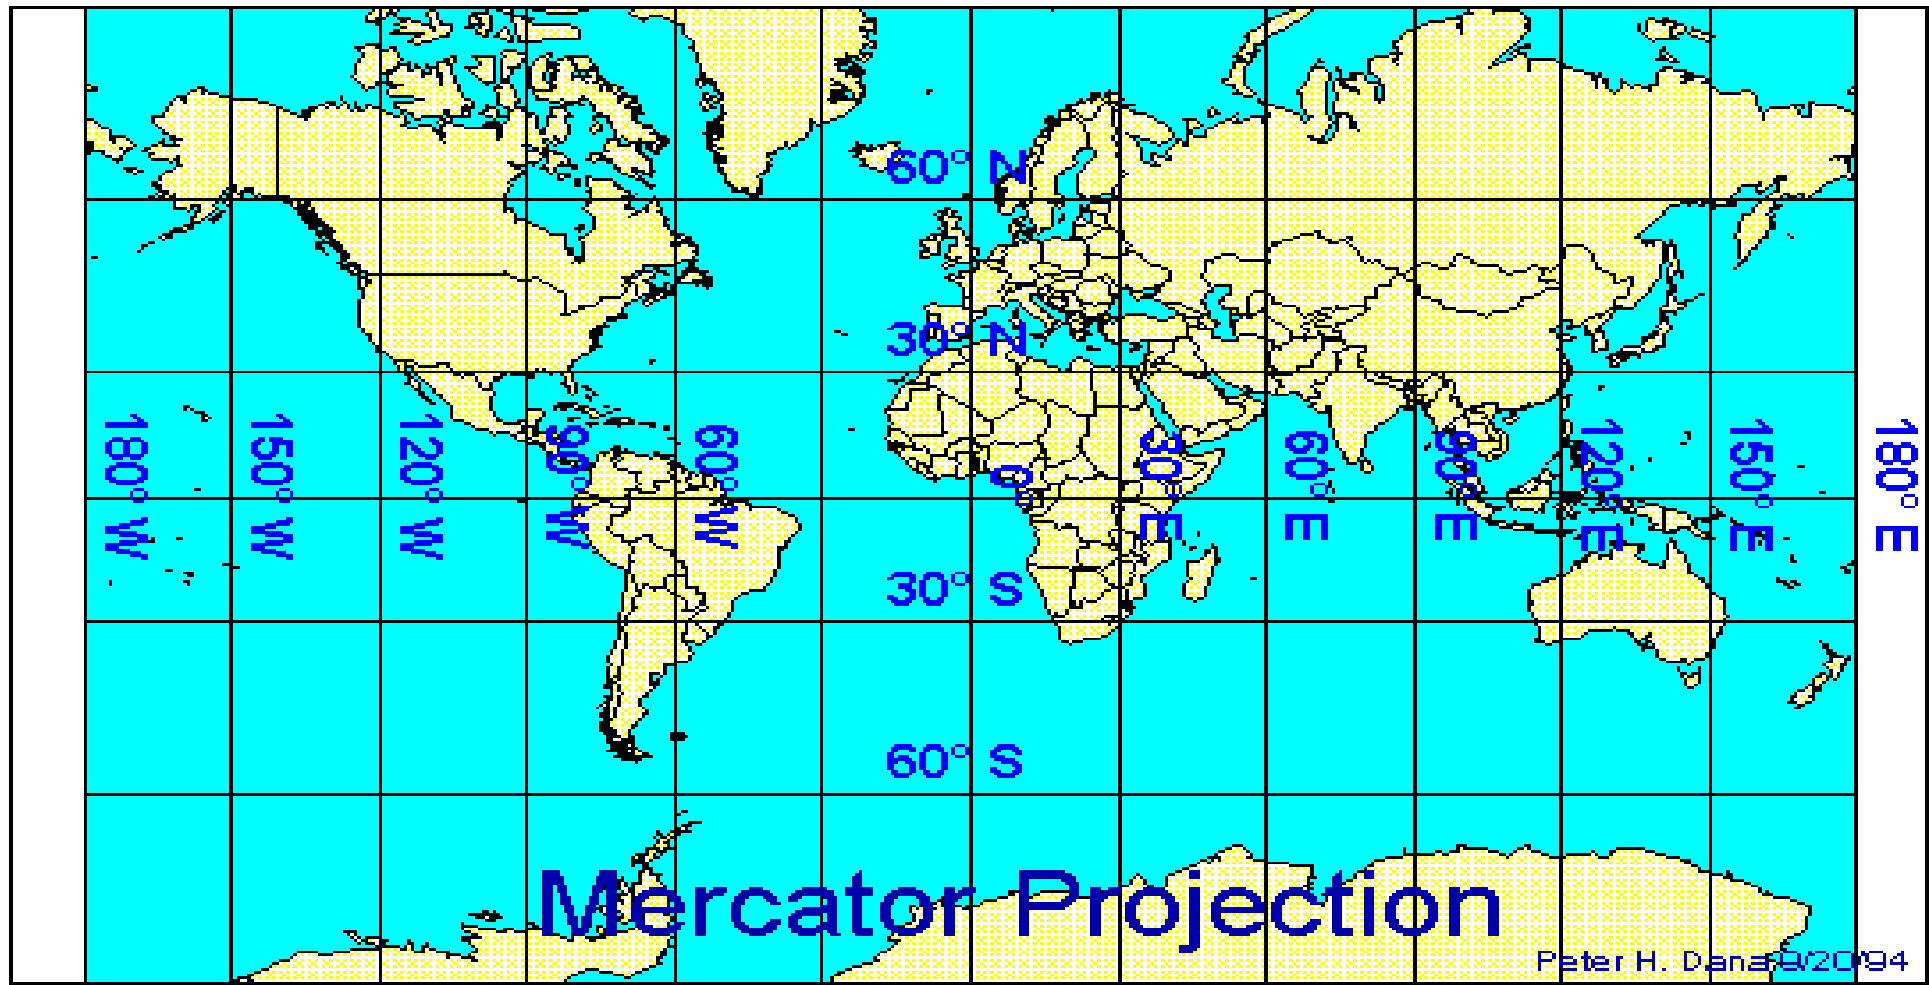 60° N
30° N
180° W
150° W
120° W
90° W
60° W
0°
30° E
60° E
90° E
120° E
150° E
180° E
30° S
60° S
Mercator Projection
Peter H. Dana 9/20/94